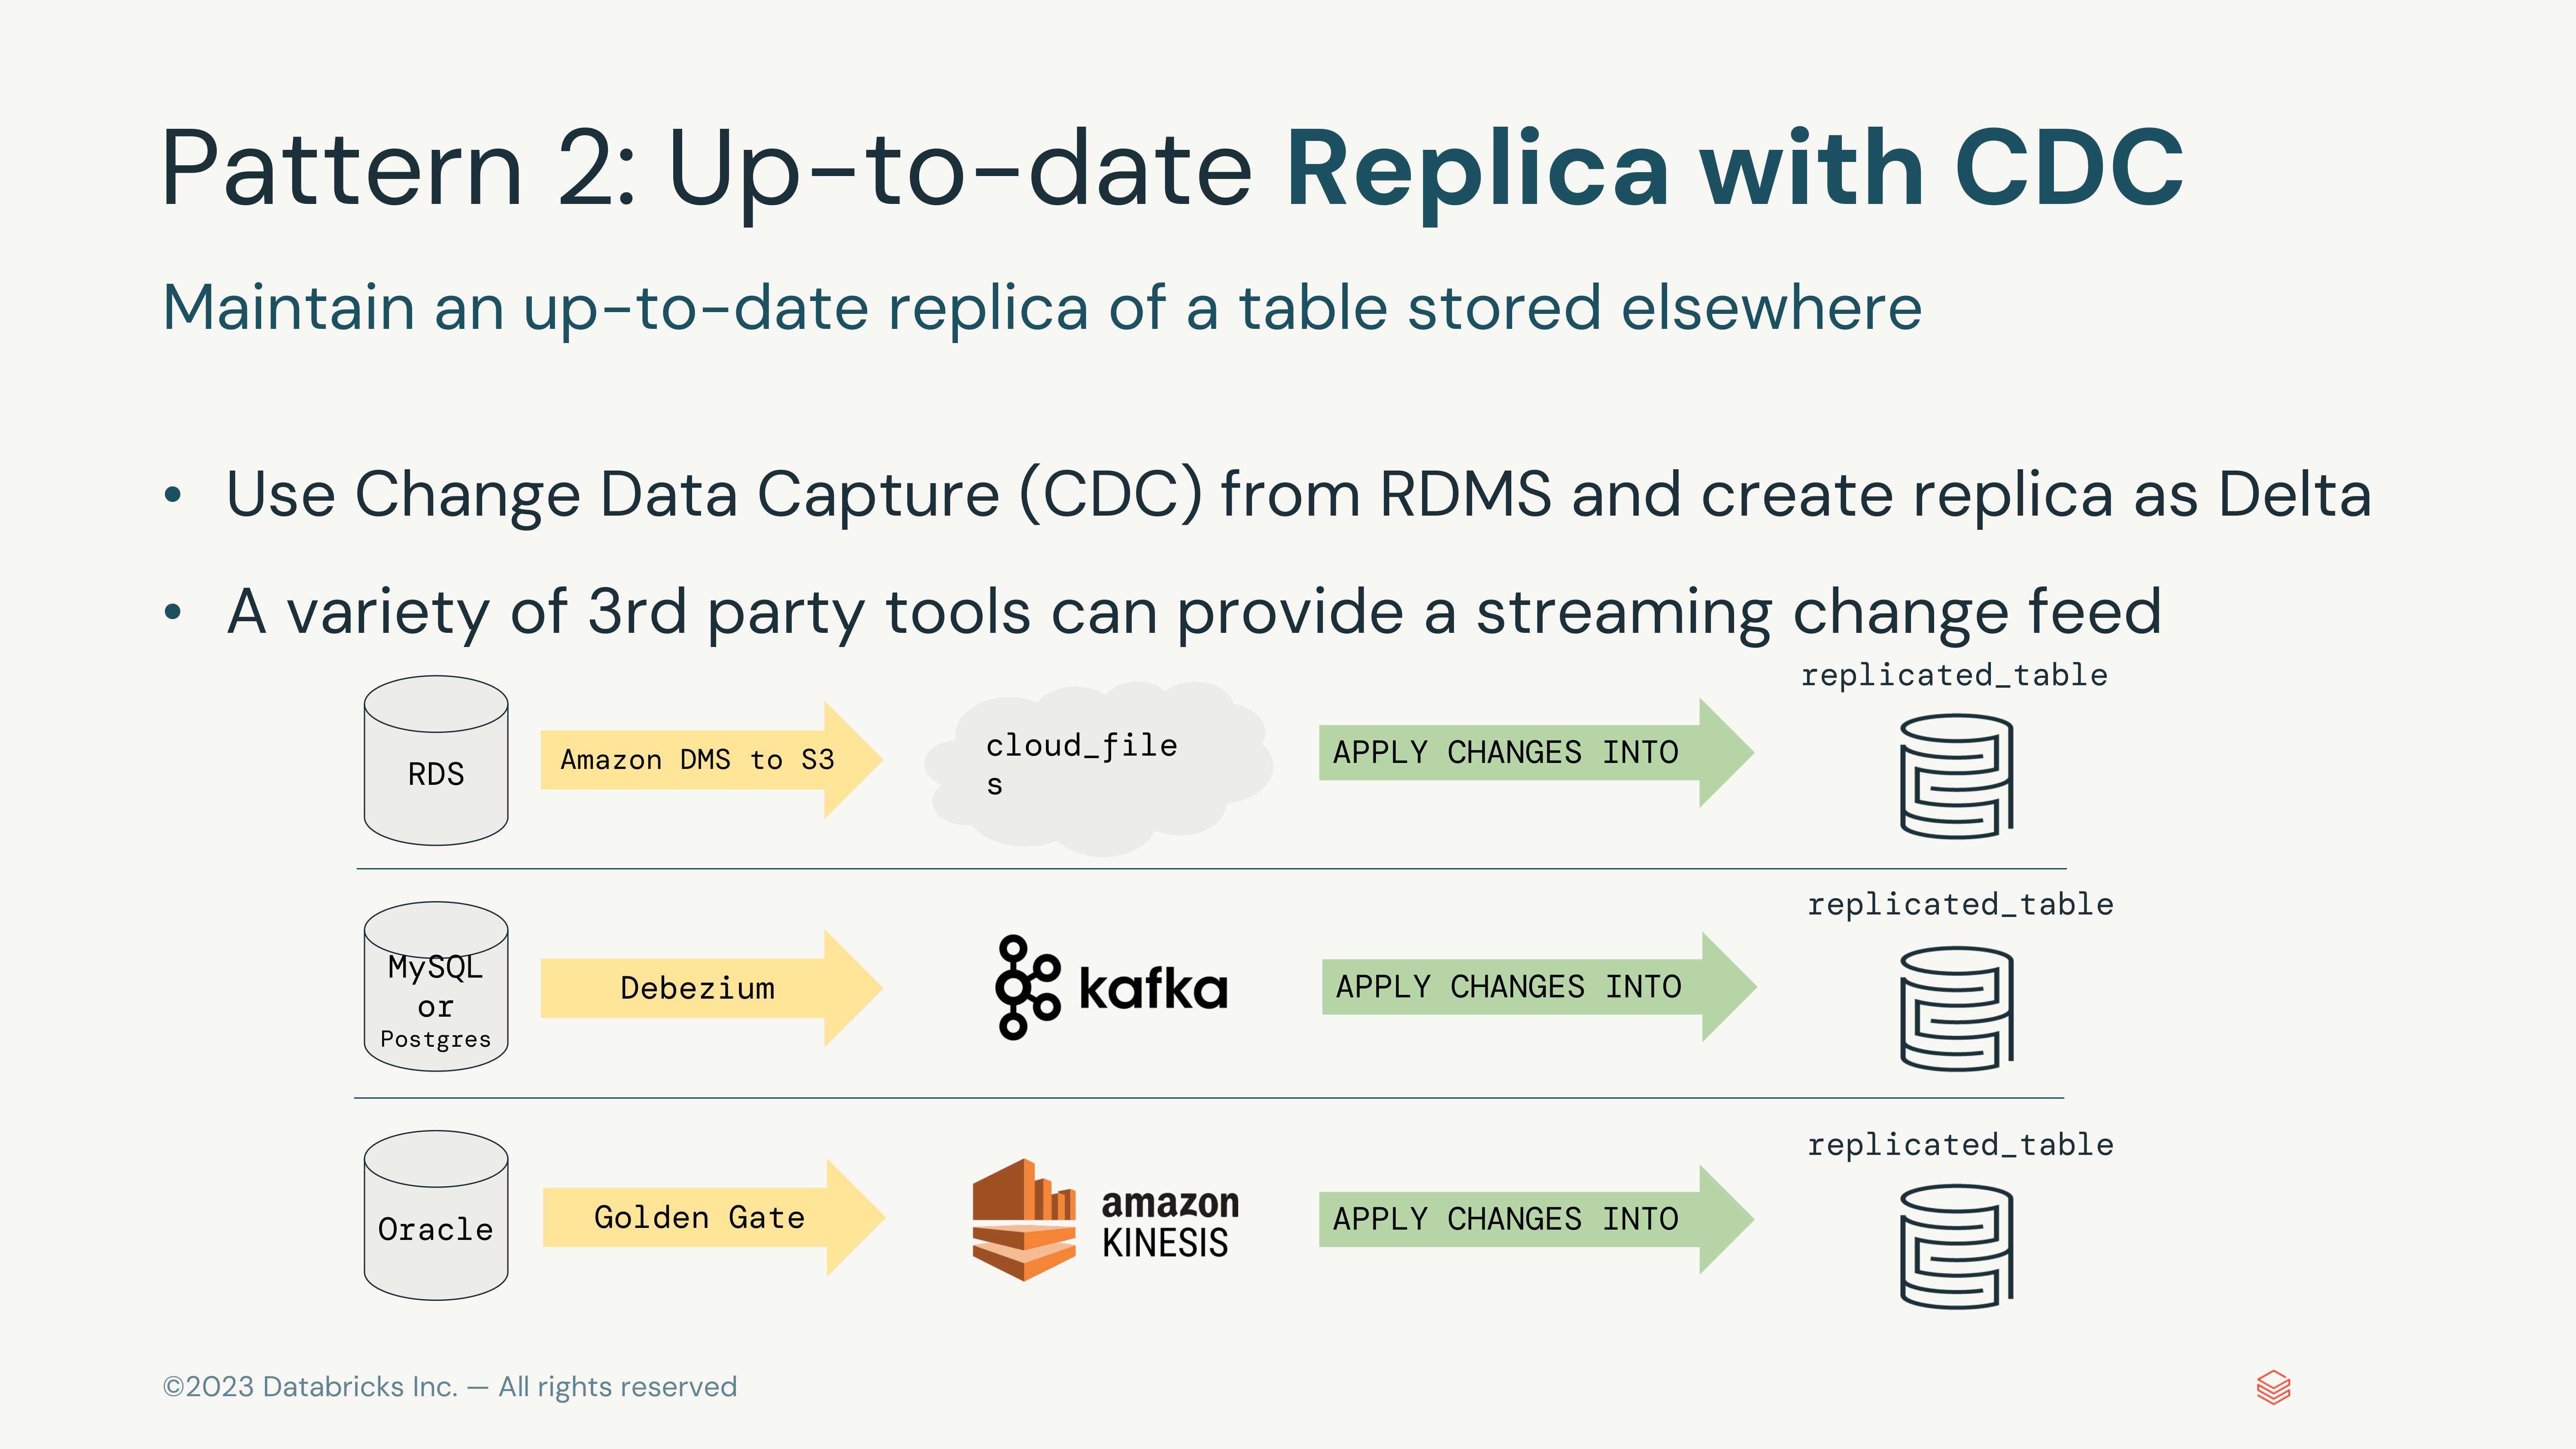 Pattern 2: Up-to-date Replica with CDC
Maintain an up-to-date replica of a table stored elsewhere
• Use Change Data Capture (CDC) from RDMS and create replica as Delta
• A variety of 3rd party tools can provide a streaming change feed
replicated_table
RDS
Amazon DMS to S3
cloud_file
s
APPLY CHANGES INTO
replicated_table
MySQL
or
Postgres
Debezium
kafka
APPLY CHANGES INTO
replicated_table
Oracle
Golden Gate
amazon
KINESIS
APPLY CHANGES INTO
©2023 Databricks Inc. — All rights reserved